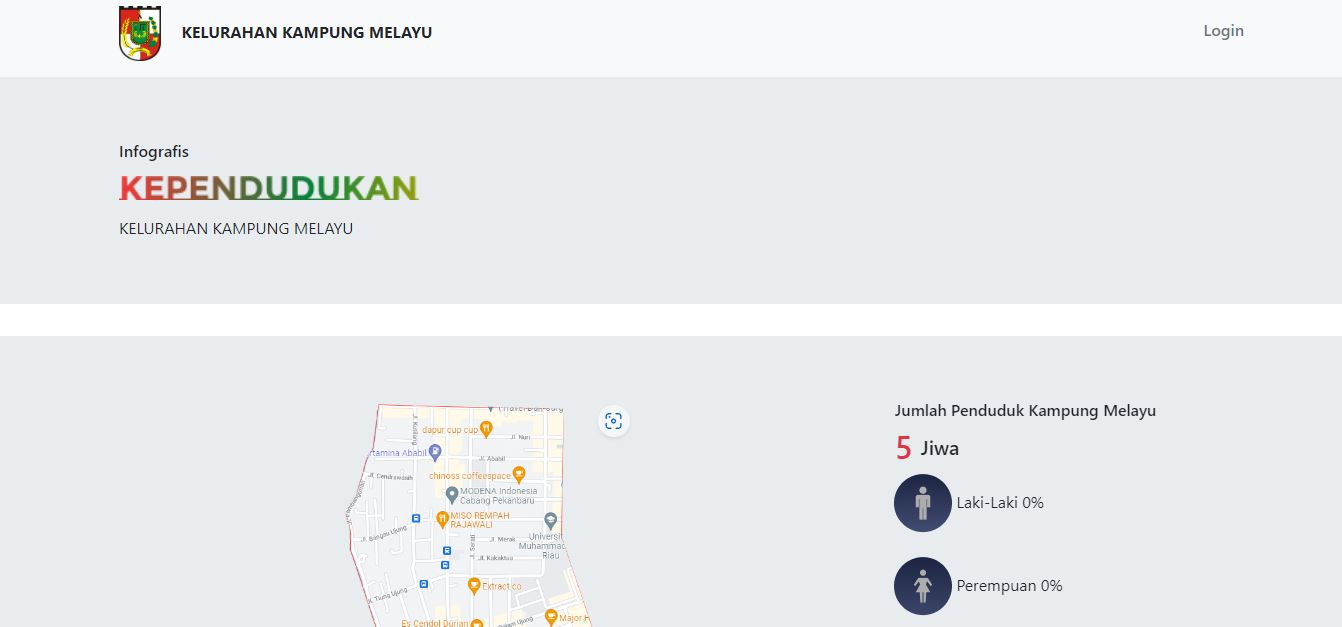 KELURAHAN KAMPUNG MELAYU
Login
Infografis
KEPENDUDUKAN
KELURAHAN KAMPUNG MELAYU
Jumlah Penduduk Kampung Melayu
5 Jiwa
Laki-Laki 0%
Perempuan 0%
dapur cup cup
Jl. Nuri
rtamina Ababil
Jl. Ababil
Jl. Cendrawasih
chinoss coffeespace
MODENA Indonesia
Cabang Pekanbaru
MISO REMPAH
RAJAWALI
Jl. Merak
Universit
Muhammad
Riau
Jl. Kakaktua
Extract co
Es Cendol Durian
Major H